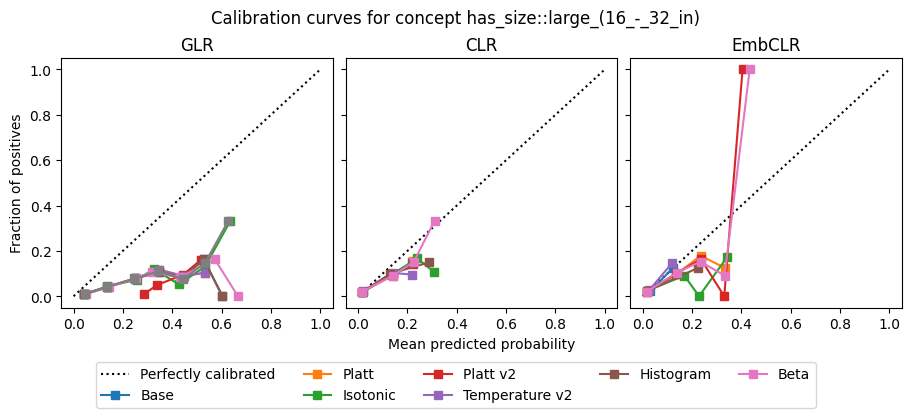 Calibration curves for concept has_size::large_(16_-_32_in)
GLR
CLR
EmbCLR
Fraction of positives
1.0
0.8
0.6
0.4
0.2
0.0
0.0 0.2 0.4 0.6 0.8 1.0
0.0 0.2 0.4 0.6 0.8 1.0
0.0 0.2 0.4 0.6 0.8 1.0
Mean predicted probability
Perfectly calibrated
Base
Platt
Isotonic
Platt v2
Temperature v2
Histogram
Beta